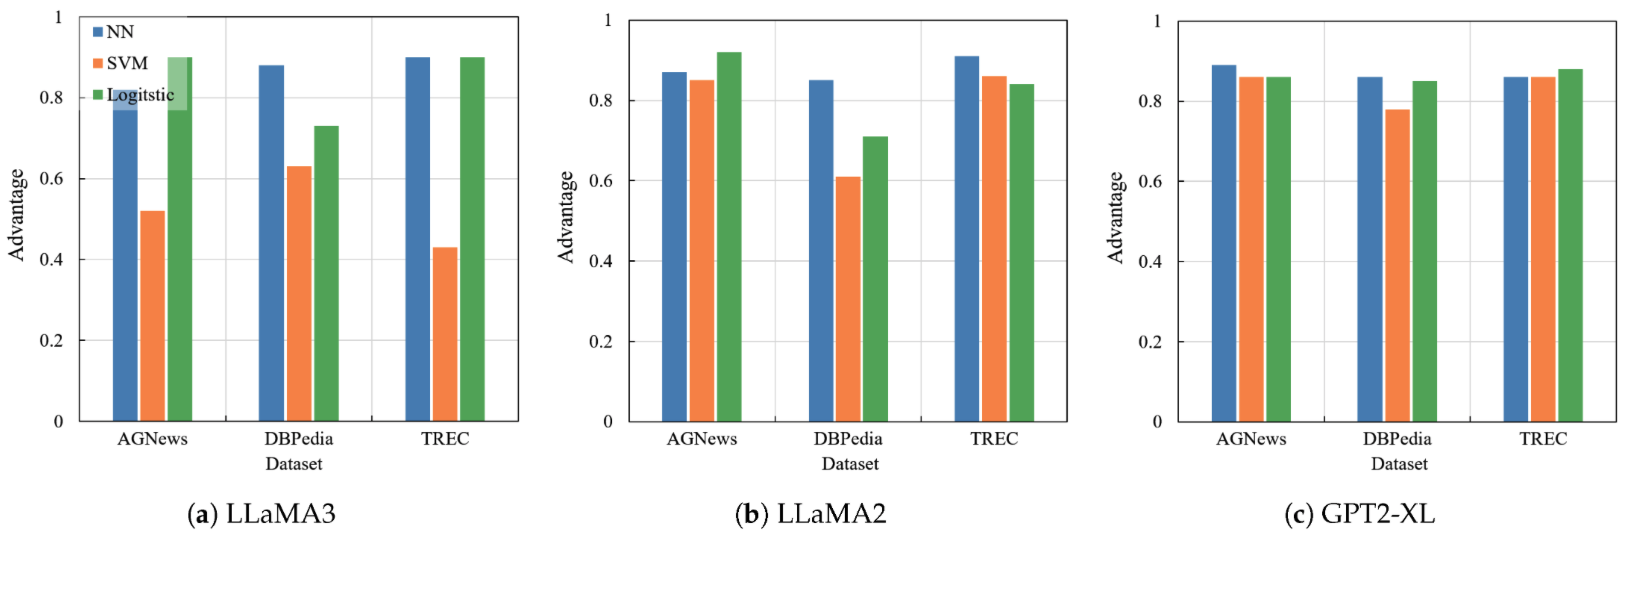 1
NN
SVM
Logitstic
0.8
0.6
0.4
0.2
0
Advantage
AGNews DBPedia TREC
Dataset
(a) LLaMA3
1
0.8
0.6
0.4
0.2
0
Advantage
AGNews DBPedia TREC
Dataset
(b) LLaMA2
1
0.8
0.6
0.4
0.2
0
Advantage
AGNews DBPedia TREC
Dataset
(c) GPT2-XL